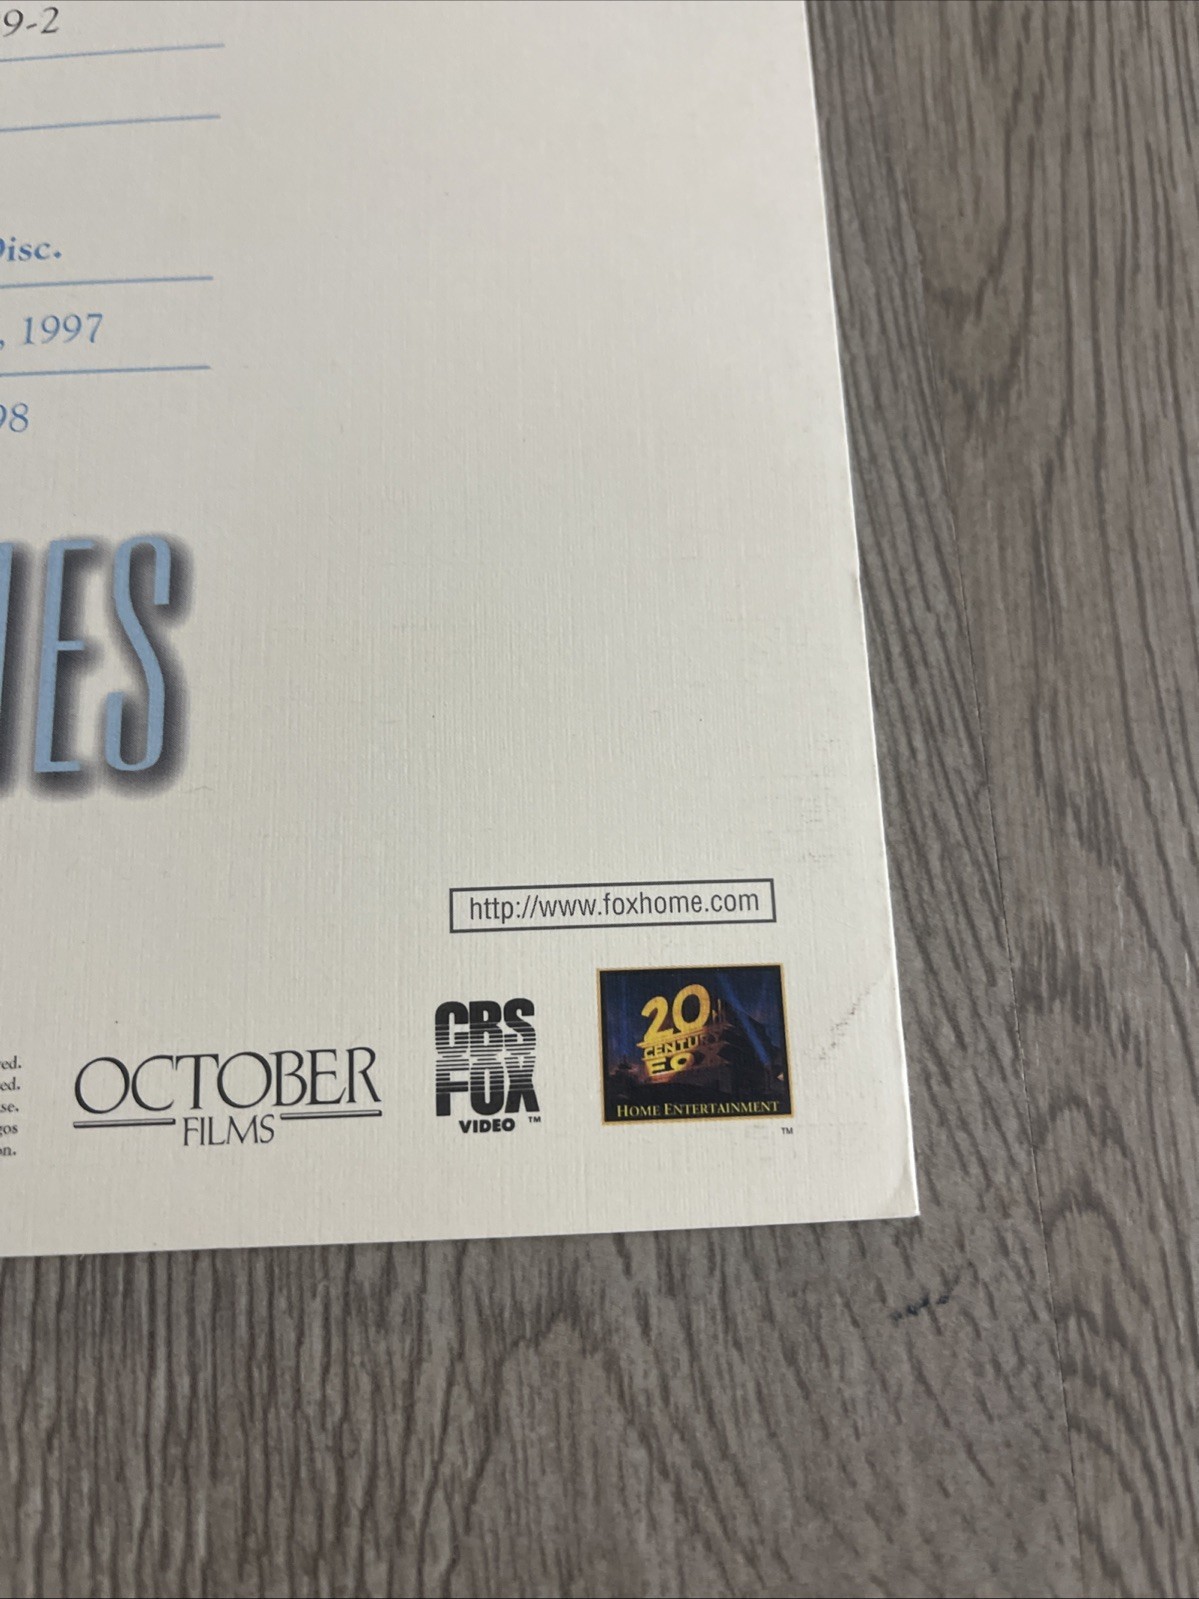 9-2
Disc.
, 1997
98
IES
http://www.foxhome.com
ed.
ed.
se.
gos
on.
OCTOBER
FILMS
CBS
FOX
VIDEO ™
20
CENTURY
FOX
HOME ENTERTAINMENT
™